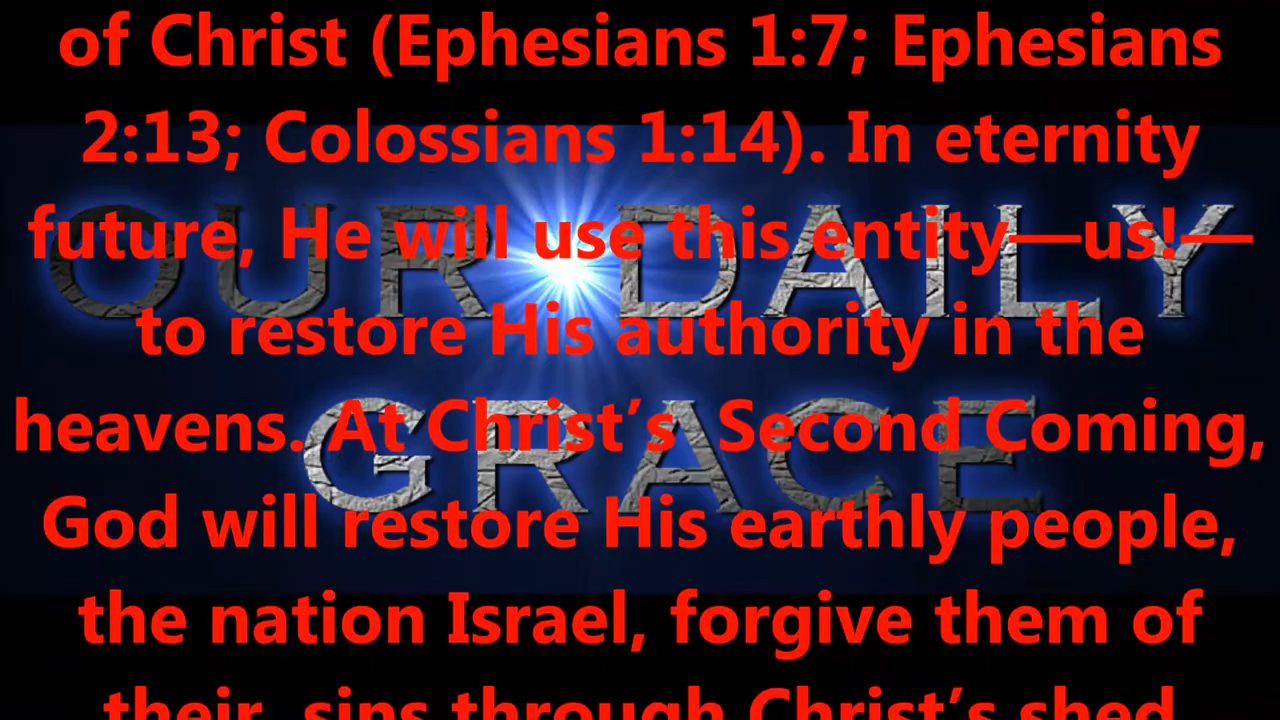 of Christ (Ephesians 1:7; Ephesians
2:13; Colossians 1:14). In eternity
future, He will use this entity—us!—
to restore His authority in the
heavens. At Christ’s  Second Coming,
God will restore His earthly people,
the nation Israel, forgive them of
their  sins through Christ’s shed
OUR DAILY
GRACE